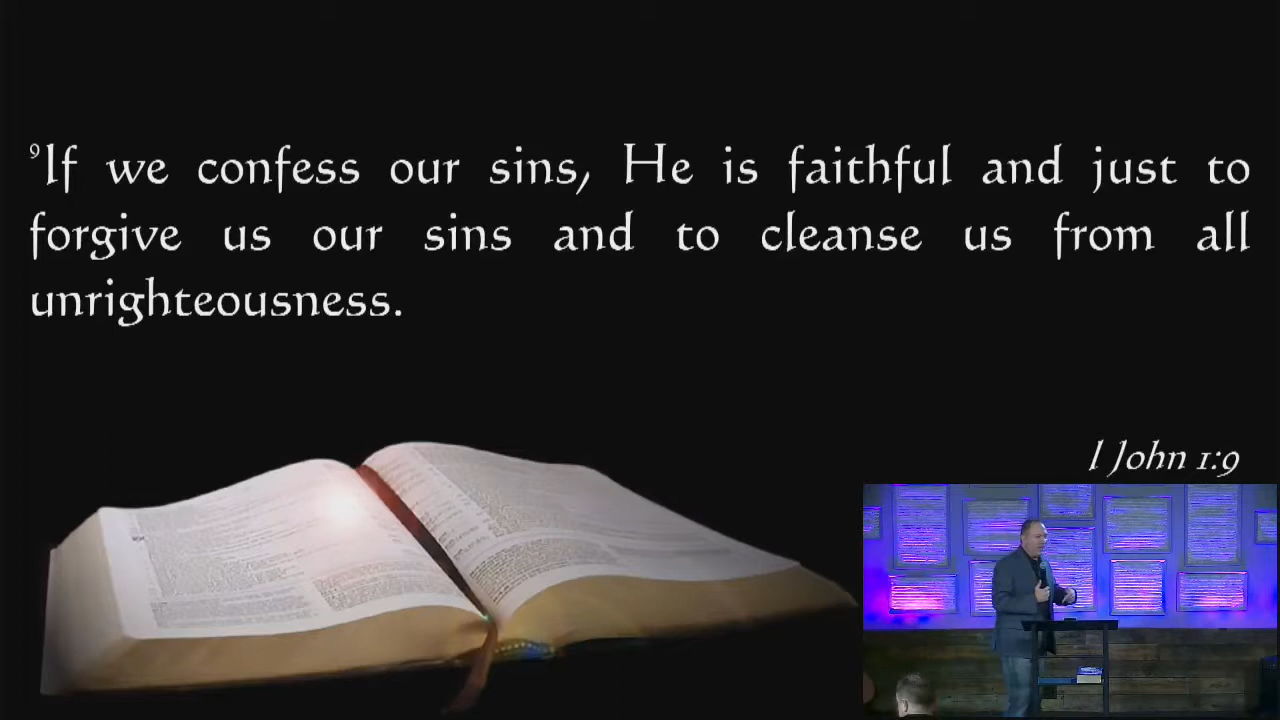 ⁹If we confess our sins, He is faithful and just to
forgive us our sins and to cleanse us from all
unrighteousness.
I John 1:9